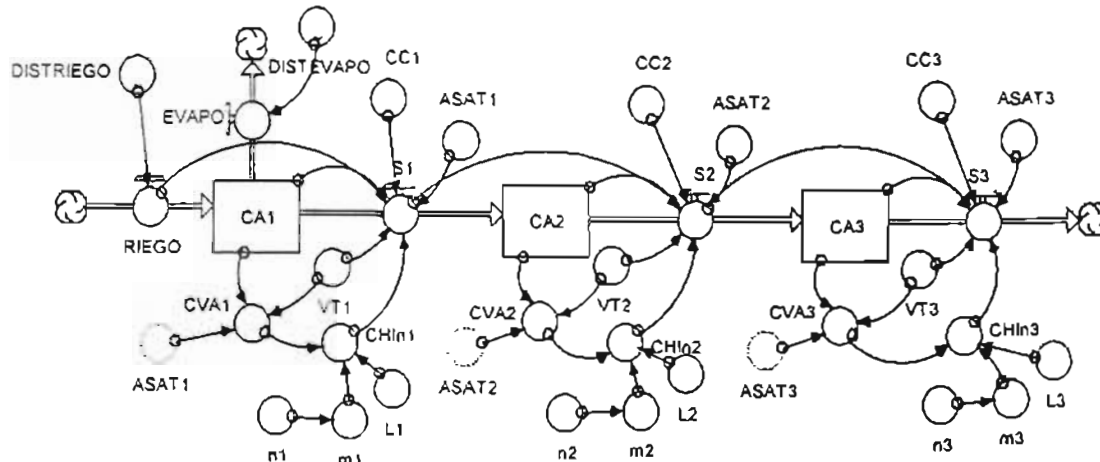 DISTRIEGO
DISTEVAPO
CC1
CC2
CC3
ASAT1
ASAT2
ASAT3
EVAPO
S1
S2
S3
CA1
CA2
CA3
RIEGO
CVA1
VT1
CVA2
VT2
CVA3
VT3
CHIn1
CHIn2
CHIn3
ASAT1
ASAT2
ASAT3
L1
L2
L3
n1
m1
n2
m2
n3
m3